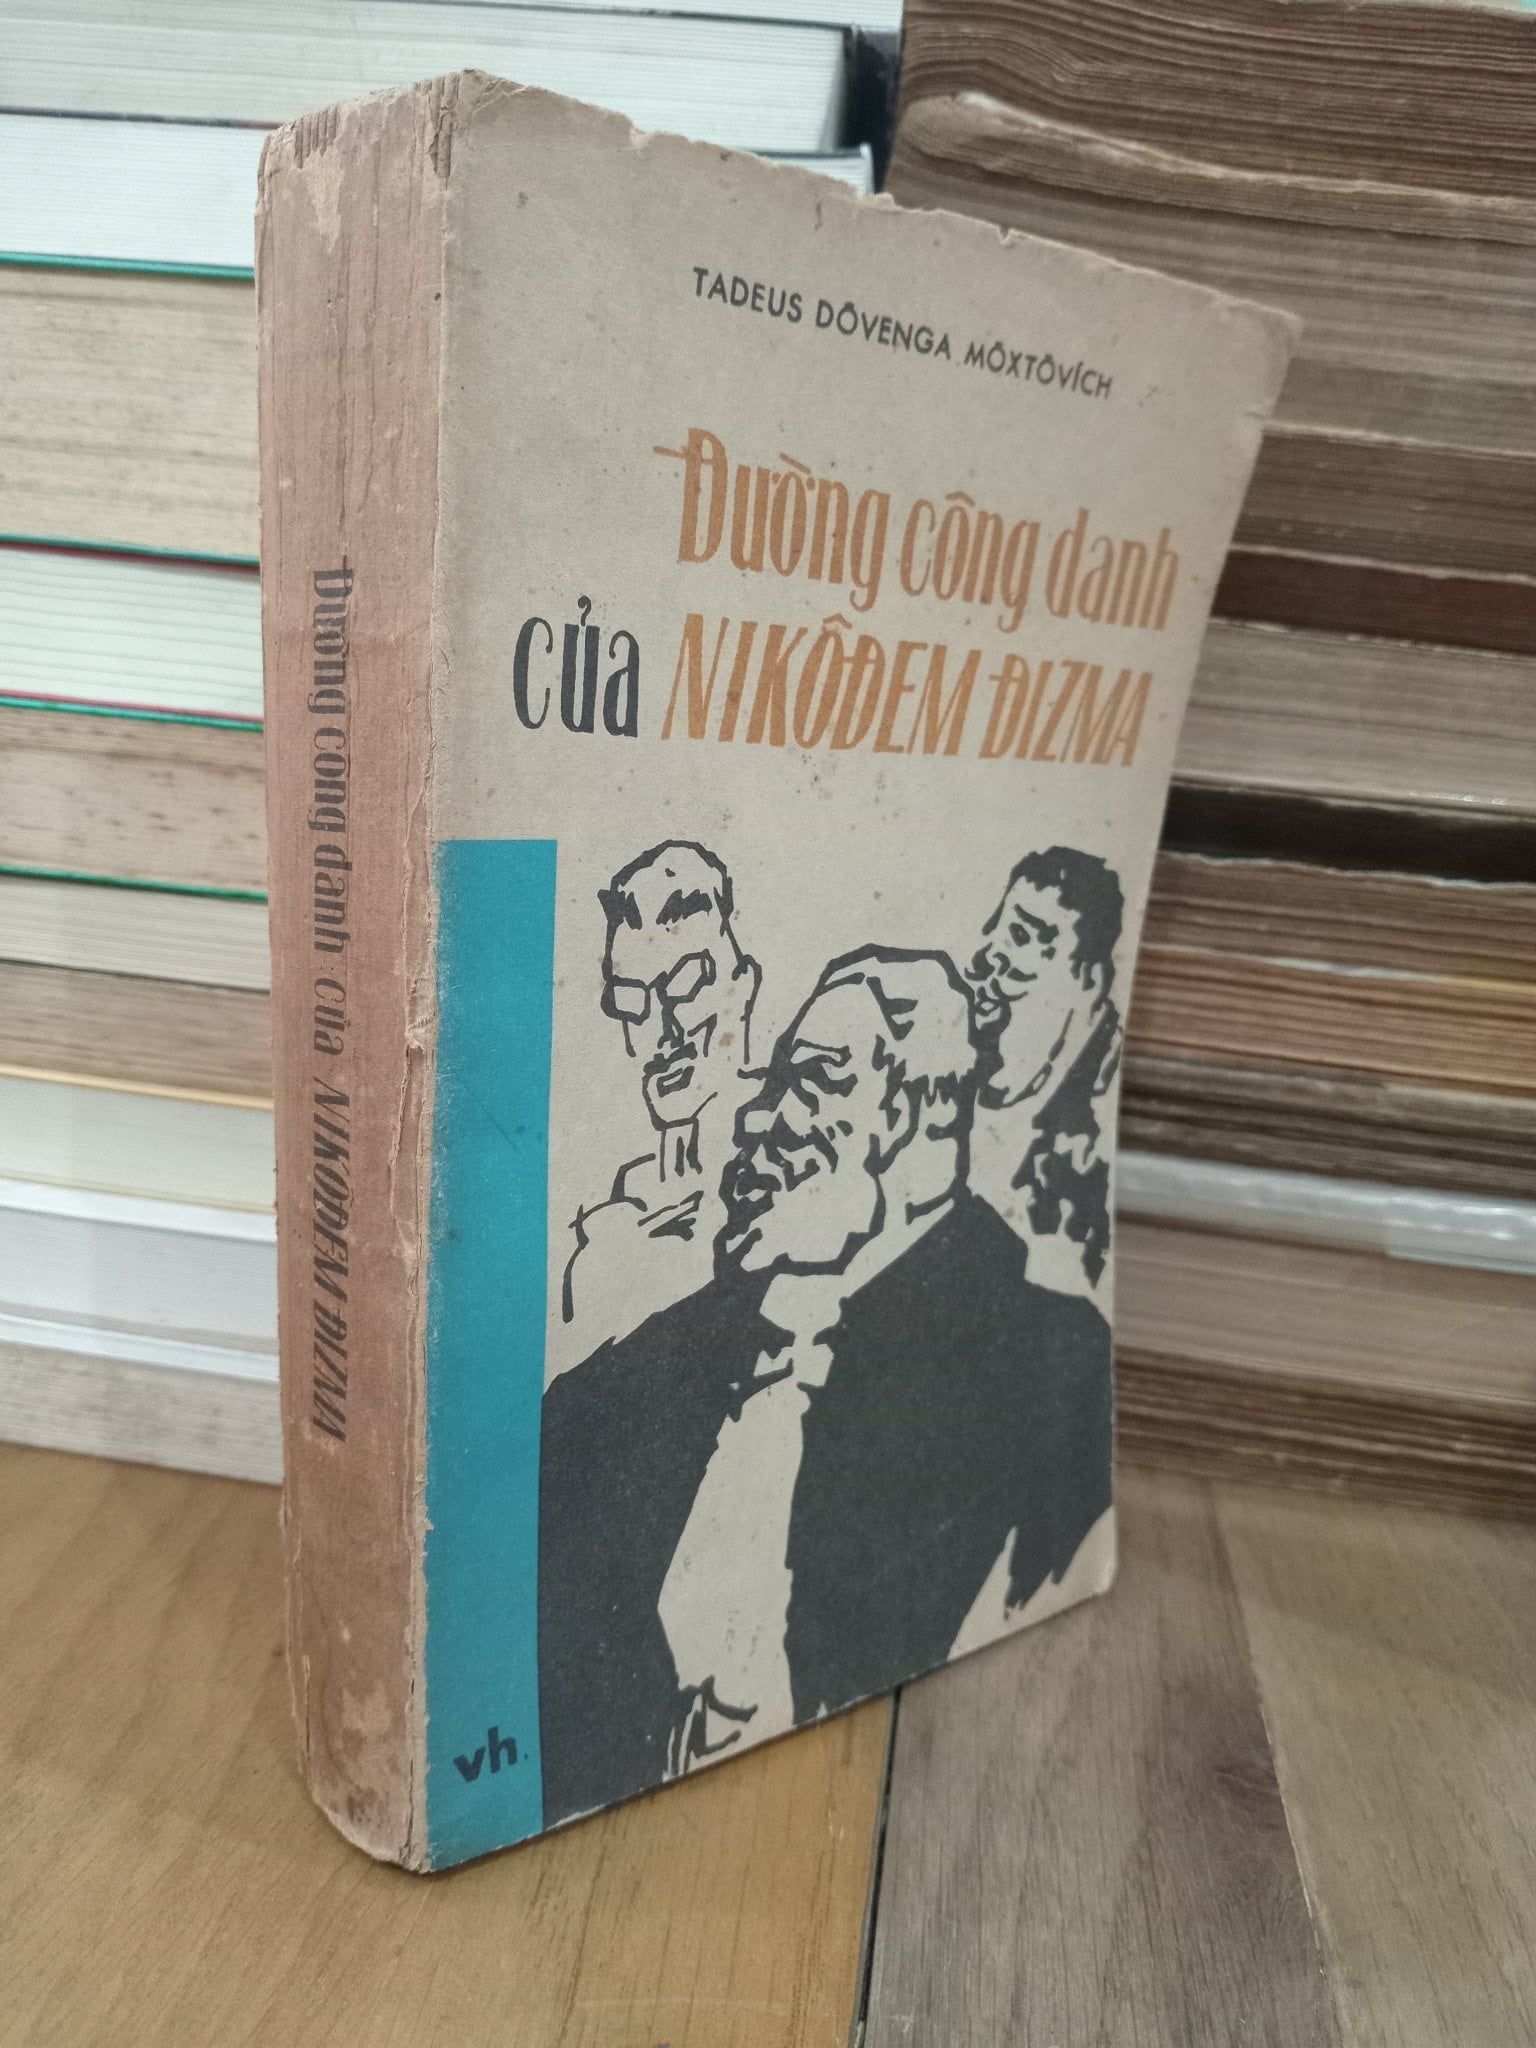 TADEUS DÔVENGA MÔXTÔVÍCH
Đường công danh
của NIKÔĐEM ĐIZMA
vh.
Đường công danh của NIKÔĐEM ĐIZMA